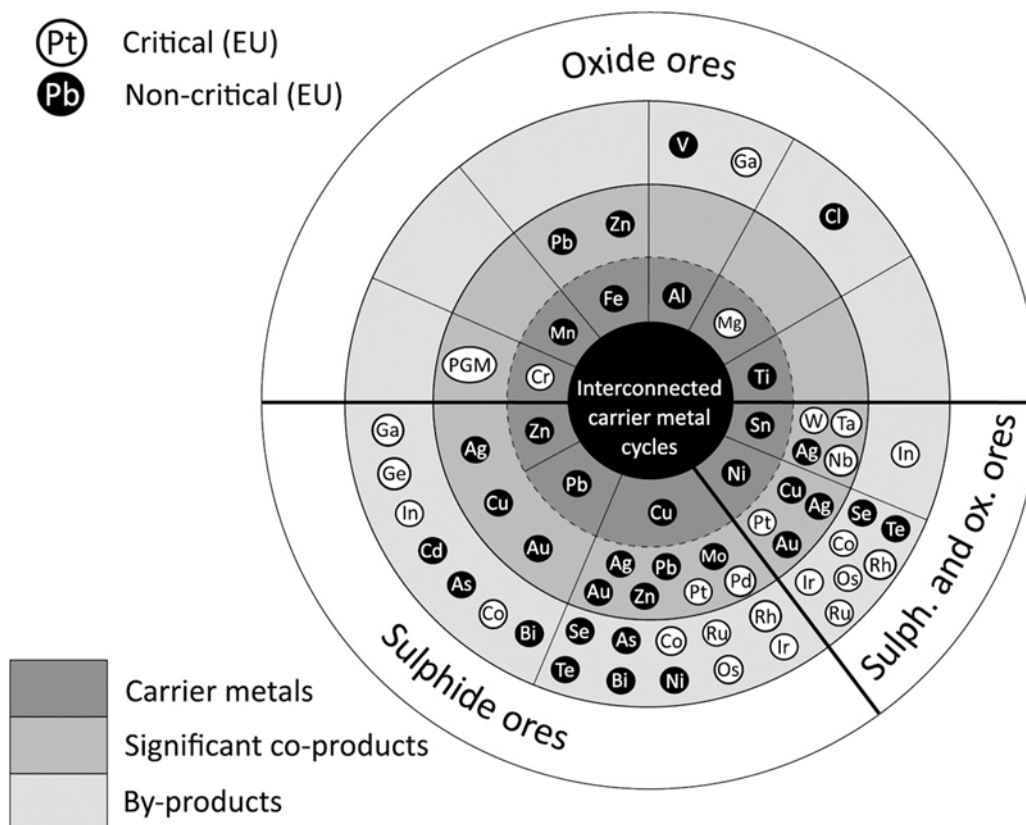 Pt Critical (EU)
Pb Non-critical (EU)
Oxide ores
V
Ga
Cl
Pb
Zn
Fe
Al
Mn
Mg
PGM
Cr
Ti
Interconnected
carrier metal
cycles
Zn
Pb
Cu
Ni
Sn
W
Ta
Ag
Nb
In
Cu
Ag
Pt
Au
Se
Te
Co
Rh
Ir
Os
Ru
Ag
Cu
Au
Ga
Ge
In
Cd
As
Co
Bi
Ag
Pb
Mo
Au
Zn
Pt
Pd
Se
As
Co
Ru
Rh
Te
Bi
Ni
Os
Ir
Sulphide ores
Sulph. and ox. ores
Carrier metals
Significant co-products
By-products